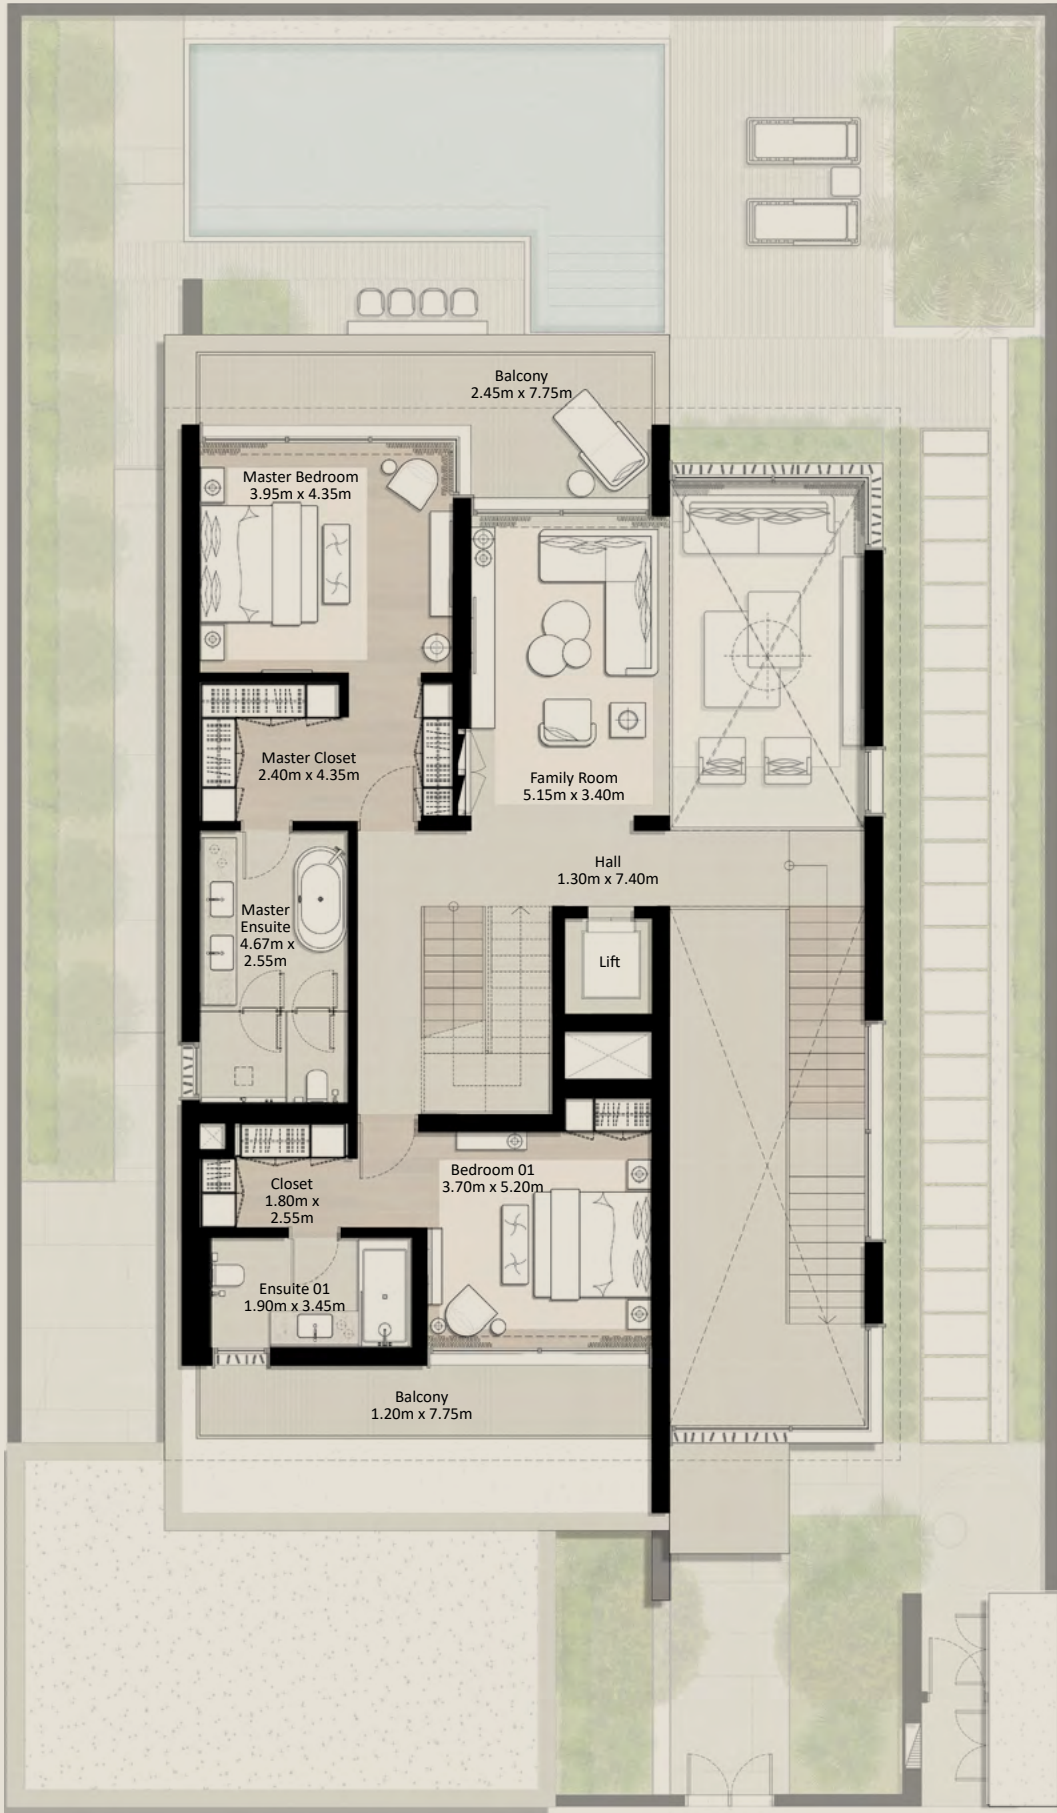 Balcony
2.45m x 7.75m
Master Bedroom
3.95m x 4.35m
Master Closet
2.40m x 4.35m
Family Room
5.15m x 3.40m
Hall
1.30m x 7.40m
Master
Ensuite
4.67m x
2.55m
Lift
Bedroom 01
3.70m x 5.20m
Closet
1.80m x
2.55m
Ensuite 01
1.90m x 3.45m
Balcony
1.20m x 7.75m